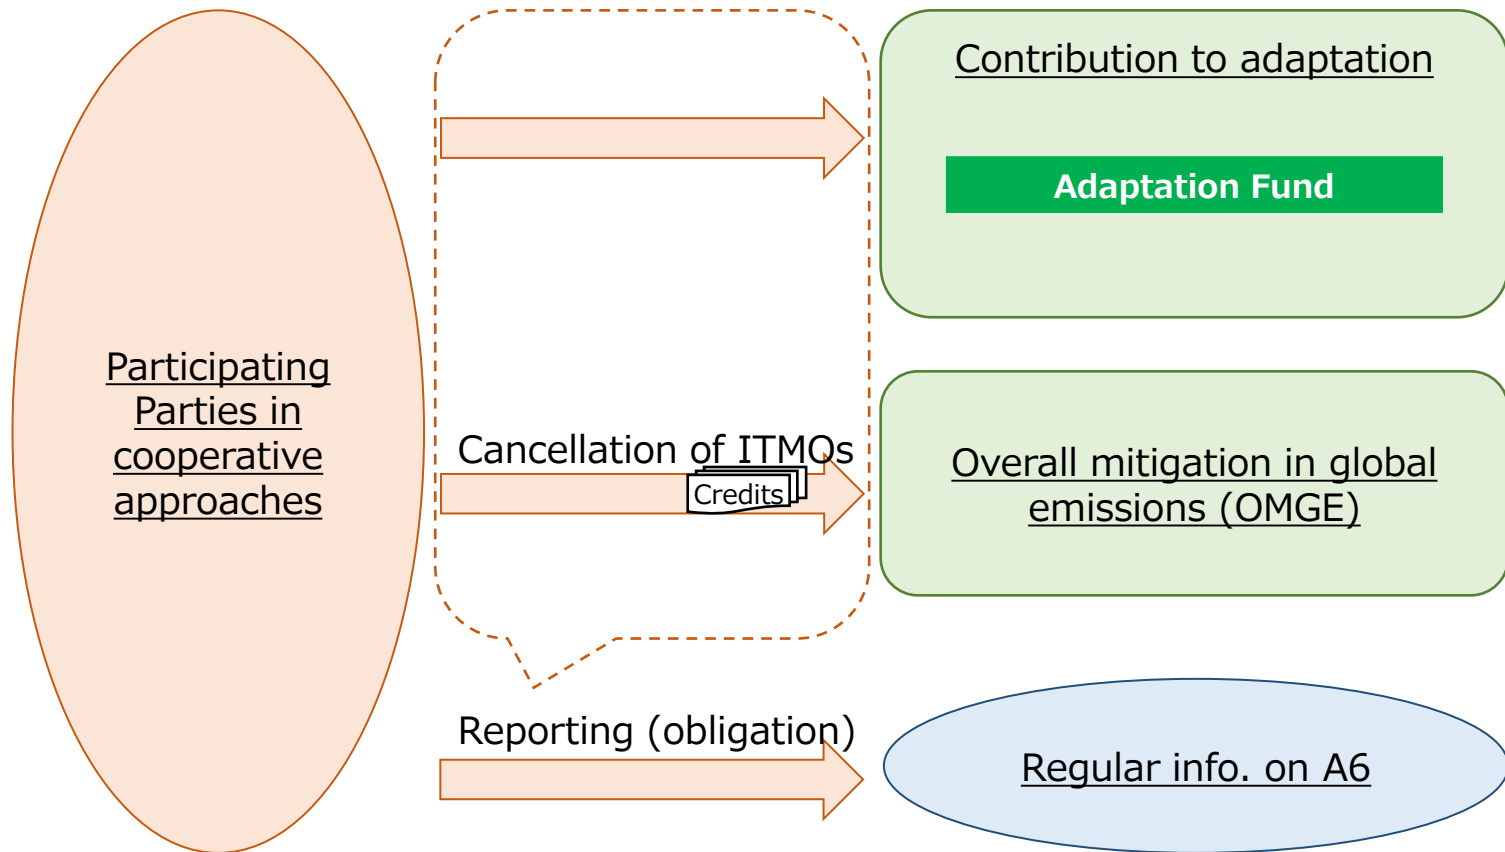 Contribution to adaptation
Adaptation Fund
Participating
Parties in
cooperative
approaches
Cancellation of ITMOs
Credits
Overall mitigation in global
emissions (OMGE)
Reporting (obligation)
Regular info. on A6